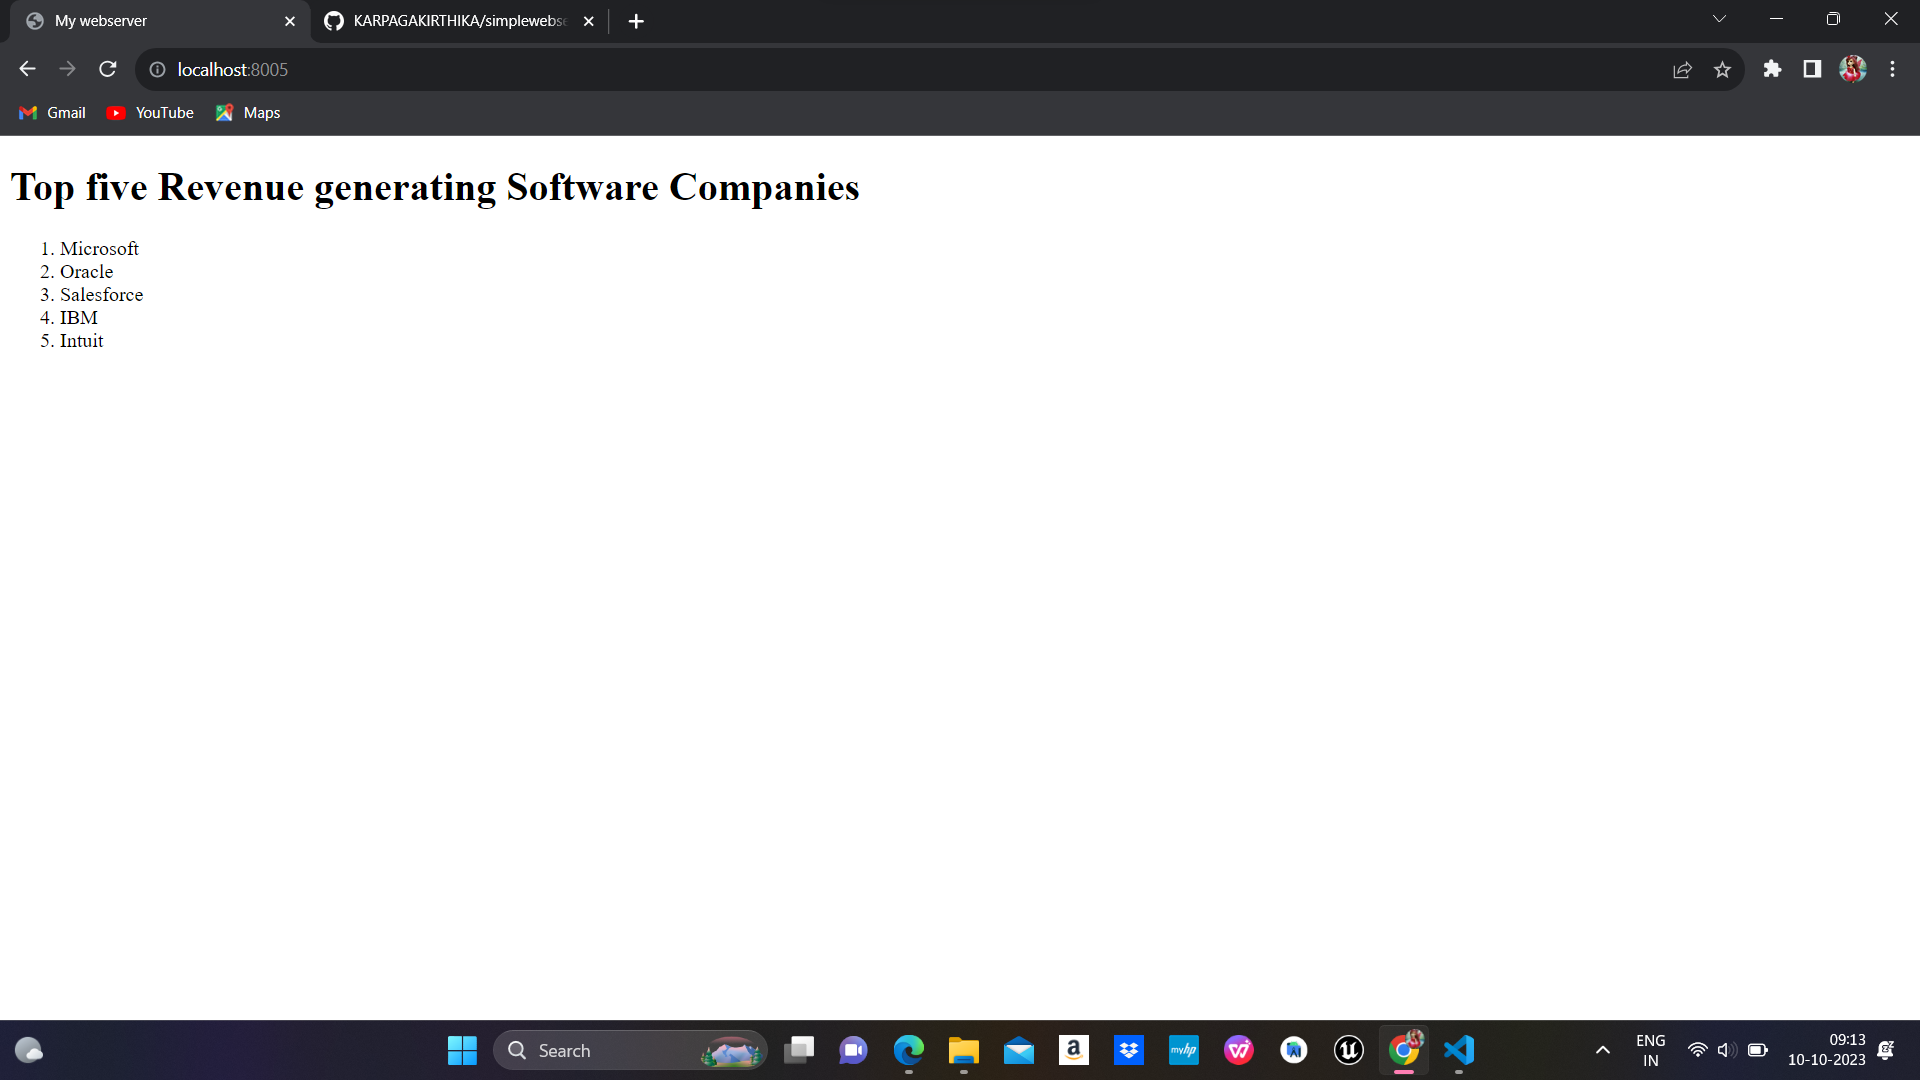 My webserver
KARPAGAKIRTHIKA/simplewebs
localhost:8005
Gmail YouTube Maps
Top five Revenue generating Software Companies
1. Microsoft
2. Oracle
3. Salesforce
4. IBM
5. Intuit
Search
a
myhp
ENG
IN
09:13
10-10-2023